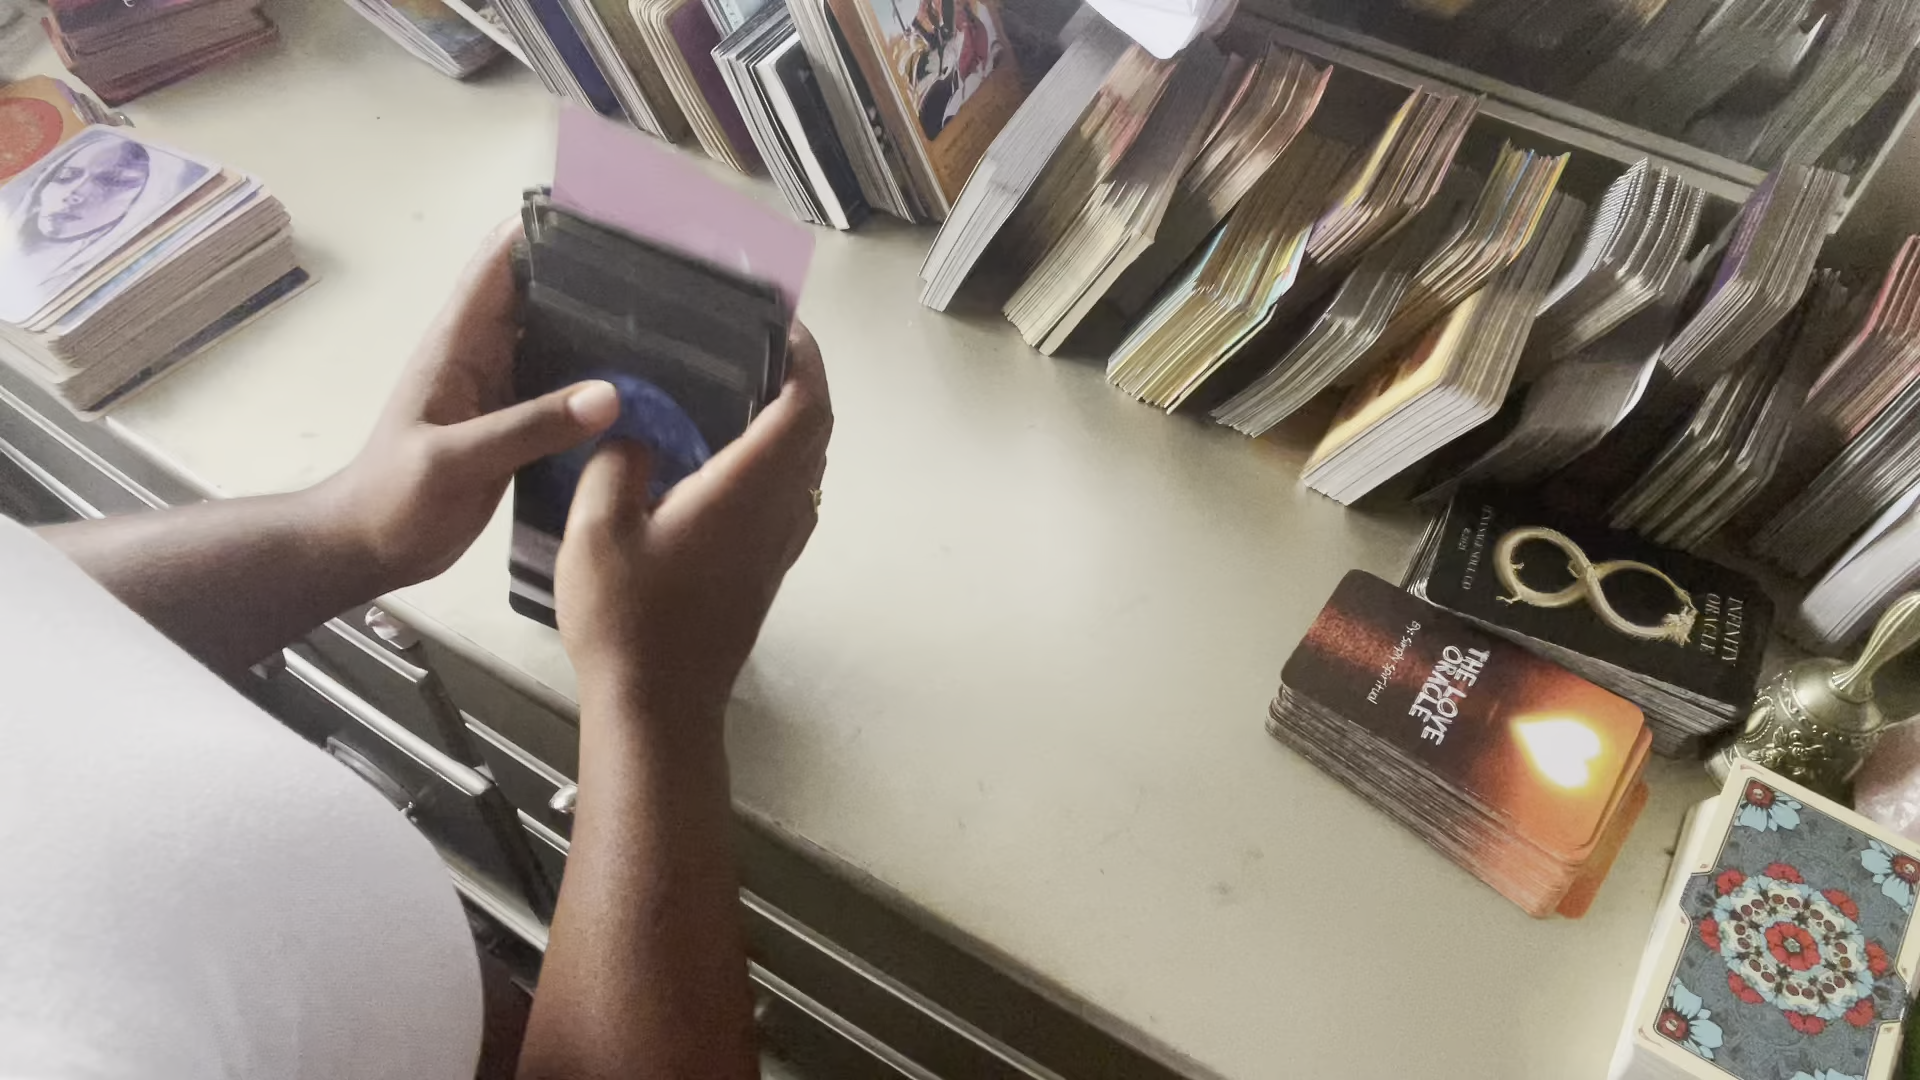 INFINITY
ORACLE
THE LOVE
ORACLE
By: Simply Spiritual